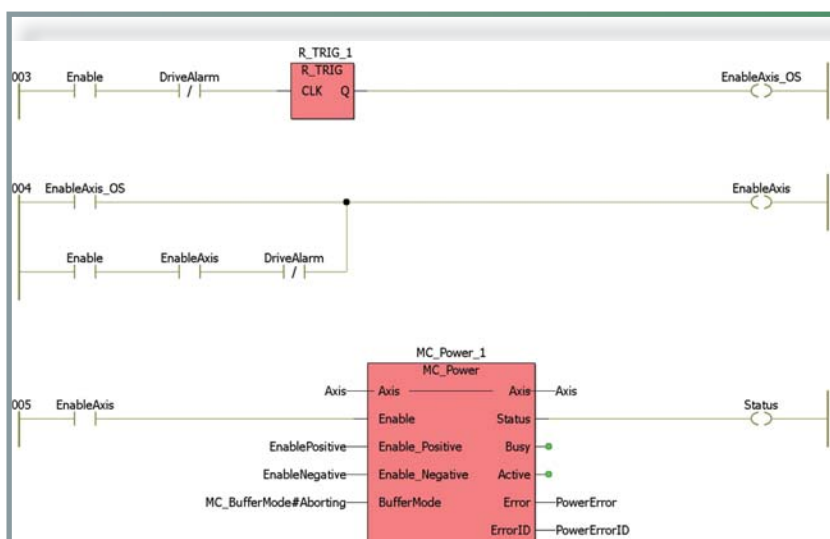 R_TRIG_1
003 Enable DriveAlarm R_TRIG EnableAxis_OS
CLK Q
004 EnableAxis_OS EnableAxis
Enable EnableAxis DriveAlarm
MC_Power_1
MC_Power
Axis Axis Axis Axis
005 EnableAxis Enable Status Status
EnablePositive Enable_Positive Busy
EnableNegative Enable_Negative Active
MC_BufferMode#Aborting BufferMode Error PowerError
ErrorID PowerErrorID